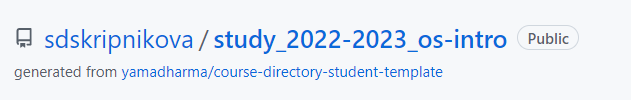 sdskripnikova / study_2022-2023_os-intro Public
generated from yamadharma/course-directory-student-template